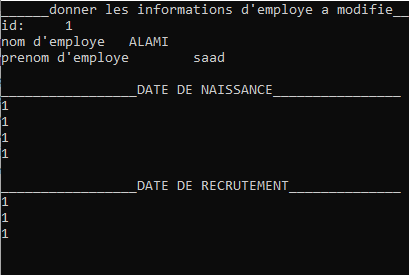 ______donner les informations d'employe a modifie__
id: 1
nom d'employe ALAMI
prenom d'employe saad
_________________DATE DE NAISSANCE________________
1
1
1
1
_________________DATE DE RECRUTEMENT______________
1
1
1